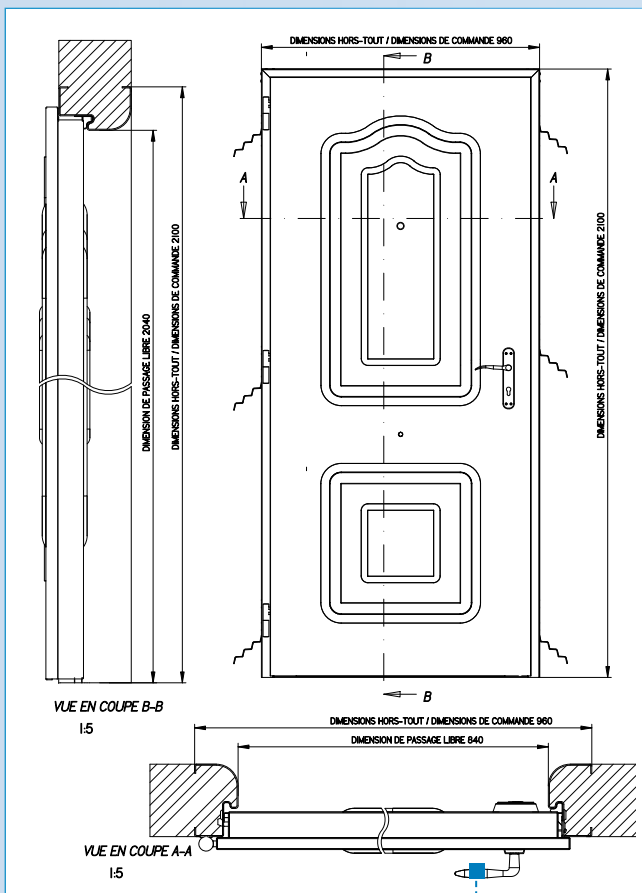 DIMENSIONS HORS-TOUT / DIMENSIONS DE COMMANDE 960
B
A
A
DIMENSION DE PASSAGE LIBRE 2040
DIMENSIONS HORS-TOUT / DIMENSIONS DE COMMANDE 2100
DIMENSIONS HORS-TOUT / DIMENSIONS DE COMMANDE 2100
B
VUE EN COUPE B-B
1:5
DIMENSIONS HORS-TOUT / DIMENSIONS DE COMMANDE 960
DIMENSION DE PASSAGE LIBRE 840
VUE EN COUPE A-A
1:5